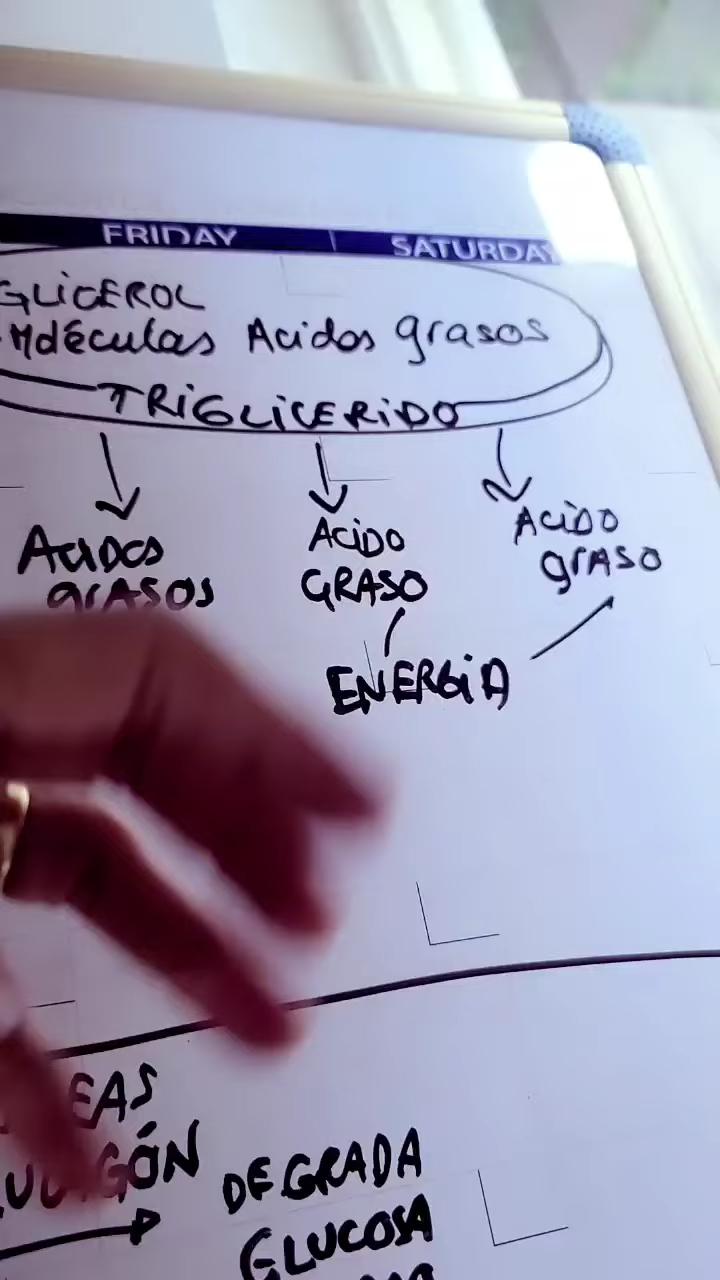 FRIDAY SATURDAY
GLICEROL
Moléculas Acidos grasos
TRIGLICERIDO
Acidos
grasos
ACIDO
GRASO
ACIDO
graso
ENERGIA
DEGRADA
GLUCOSA